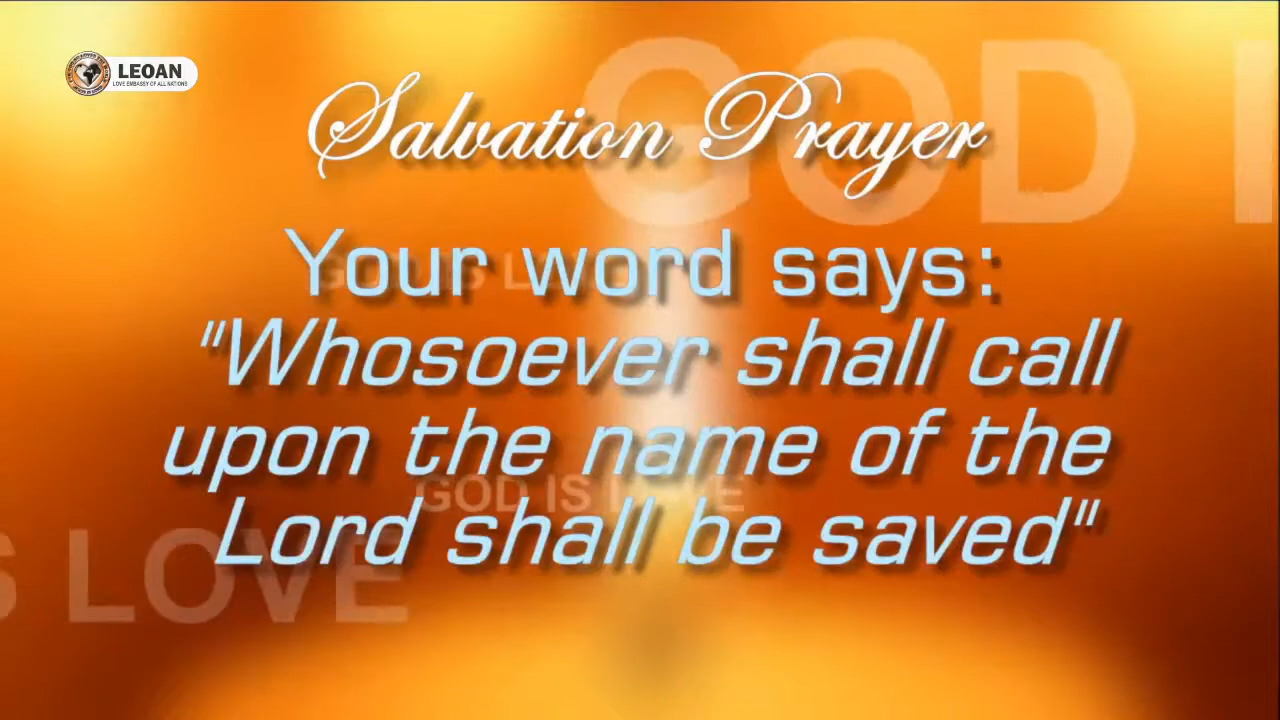 LEOAN
LOVE EMBASSY OF ALL NATIONS
GOD I
Salvation Prayer
Your word says:
"Whosoever shall call
upon the name of the
Lord shall be saved"
GOD IS LOVE
S LOVE